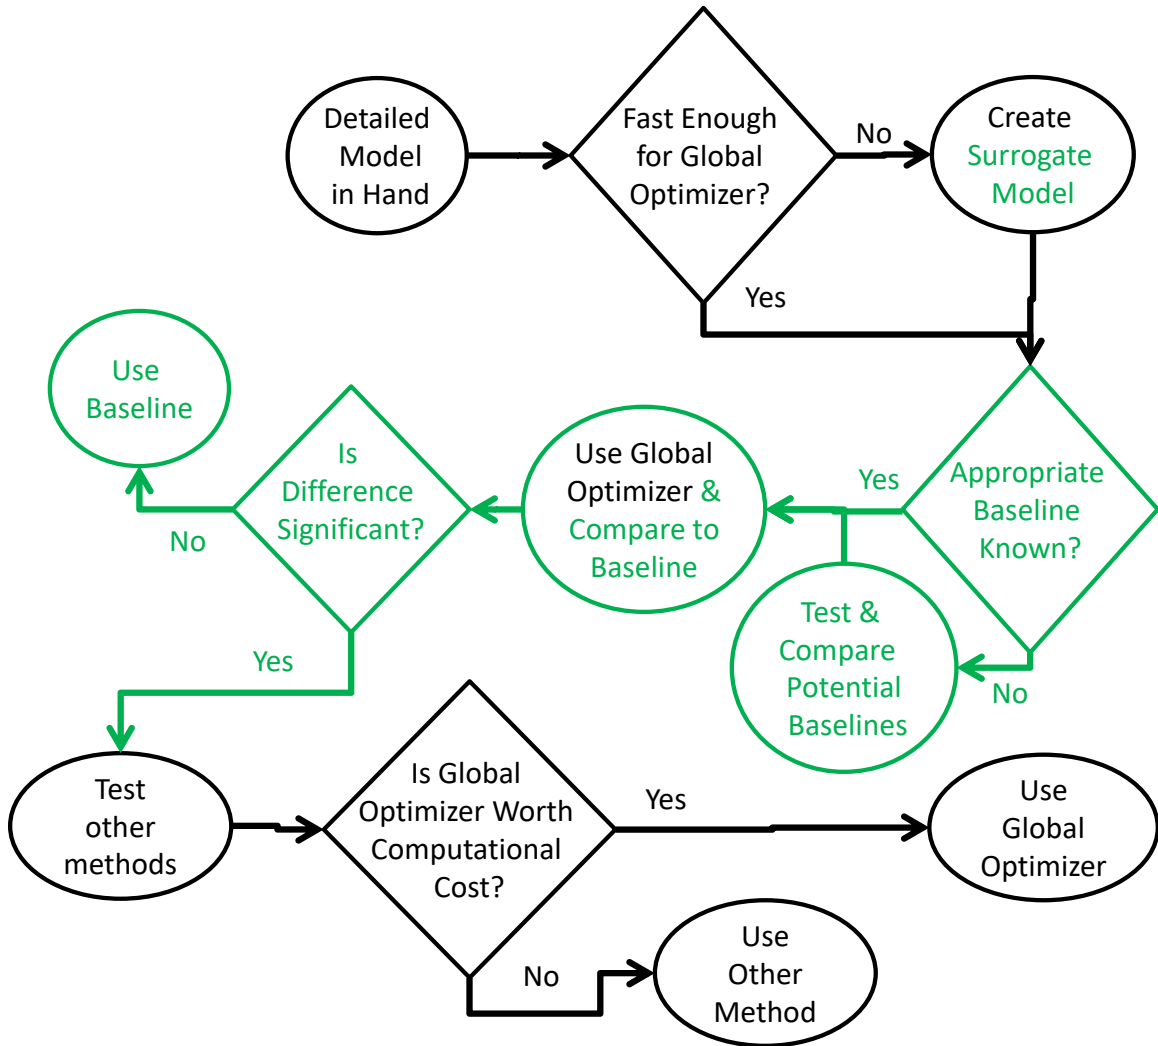 Detailed
Model
in Hand
Fast Enough
for Global
Optimizer?
No
Create
Surrogate
Model
Yes
Appropriate
Baseline
Known?
Yes
No
Test &
Compare
Potential
Baselines
Use Global
Optimizer &
Compare to
Baseline
Is
Difference
Significant?
No
Use
Baseline
Yes
Test
other
methods
Is Global
Optimizer Worth
Computational
Cost?
Yes
Use
Global
Optimizer
No
Use
Other
Method